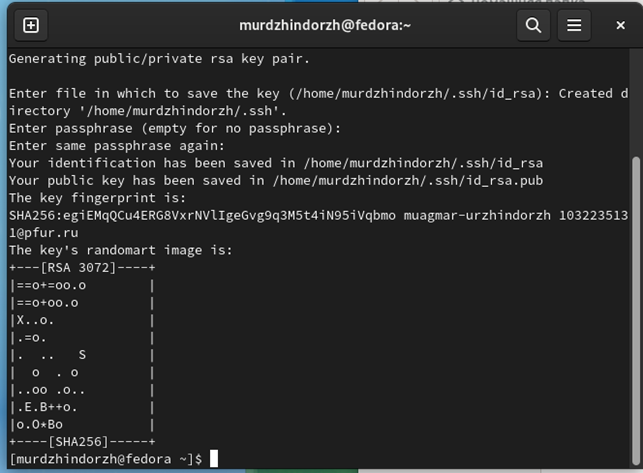 murdzhindorzh@fedora:~
Generating public/private rsa key pair.
Enter file in which to save the key (/home/murdzhindorzh/.ssh/id_rsa): Created d
irectory '/home/murdzhindorzh/.ssh'.
Enter passphrase (empty for no passphrase):
Enter same passphrase again:
Your identification has been saved in /home/murdzhindorzh/.ssh/id_rsa
Your public key has been saved in /home/murdzhindorzh/.ssh/id_rsa.pub
The key fingerprint is:
SHA256:egiEMqQCu4ERG8VxrNVlIgeGvg9q3M5t4iN95iVqbmo muagmar-urzhindorzh 103223513
1@pfur.ru
The key's randomart image is:
+---[RSA 3072]----+
|==o+=oo.o        |
|==o+oo.o         |
|X..o.            |
|.=o.             |
|.  ..   S        |
|  o  . o         |
|..oo .o..        |
|.E.B++o.         |
|o.O*Bo           |
+----[SHA256]-----+
[murdzhindorzh@fedora ~]$